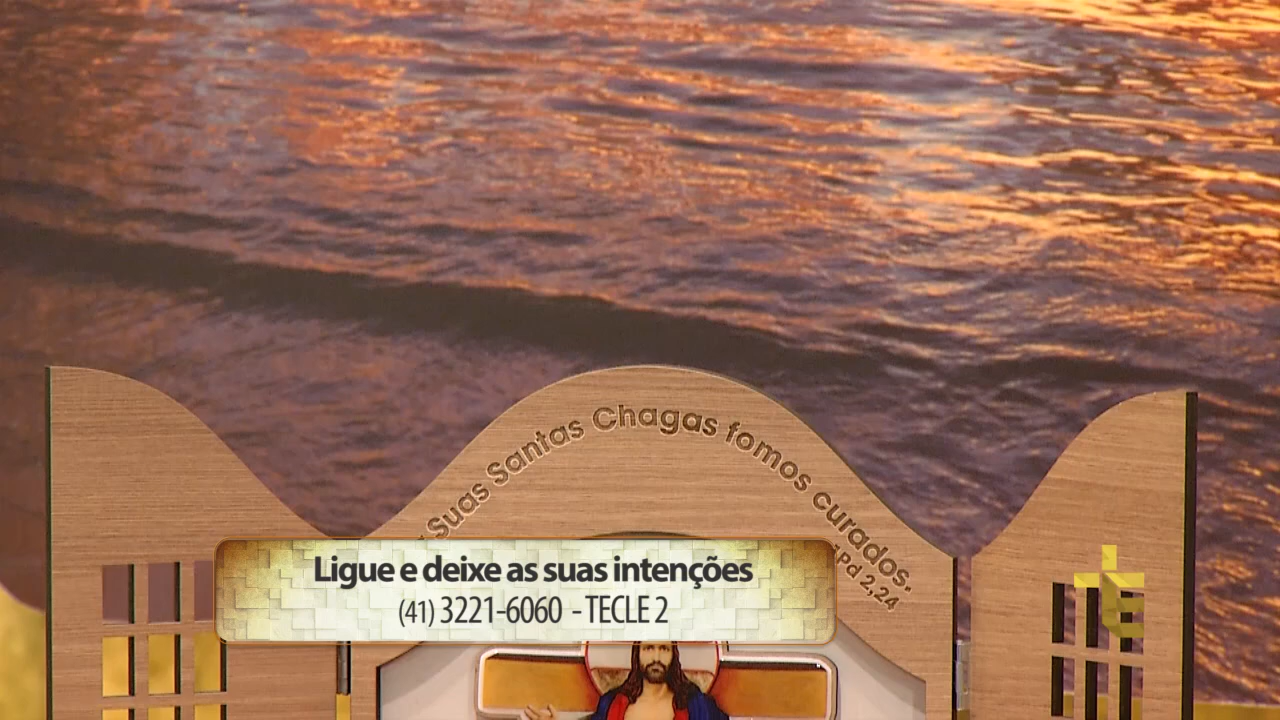 Suas Santas Chagas fomos curados.
Pd 2,24
Ligue e deixe as suas intenções
(41) 3221-6060 - TECLE 2